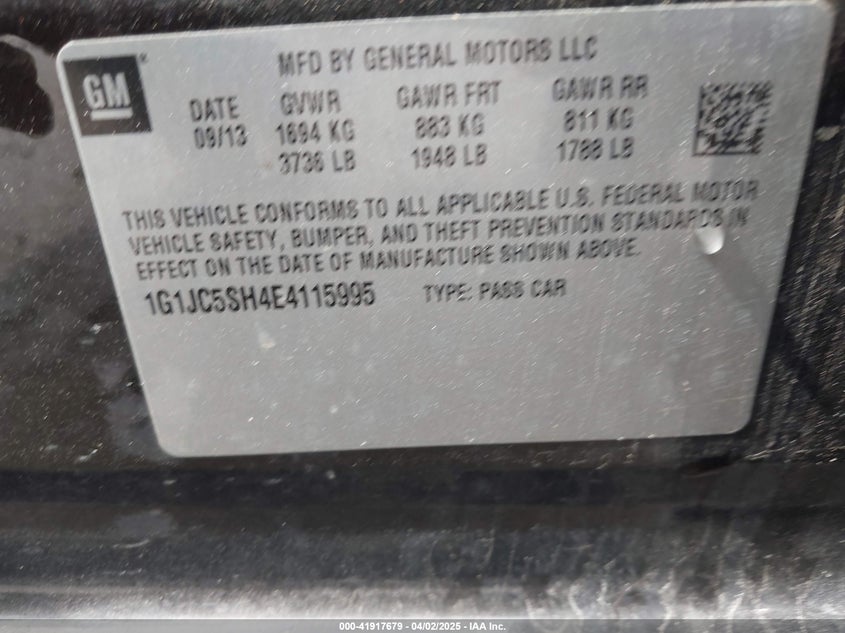 GM
MFD BY GENERAL MOTORS LLC
DATE GVWR GAWR FRT GAWR RR
09/13 1694 KG 883 KG 811 KG
3736 LB 1948 LB 1788 LB
THIS VEHICLE CONFORMS TO ALL APPLICABLE U.S. FEDERAL MOTOR
VEHICLE SAFETY, BUMPER, AND THEFT PREVENTION STANDARDS IN
EFFECT ON THE DATE OF MANUFACTURE SHOWN ABOVE.
1G1JC5SH4E4115995 TYPE: PASS CAR
000-41917679 | 04/02/2025 | IAA Inc.